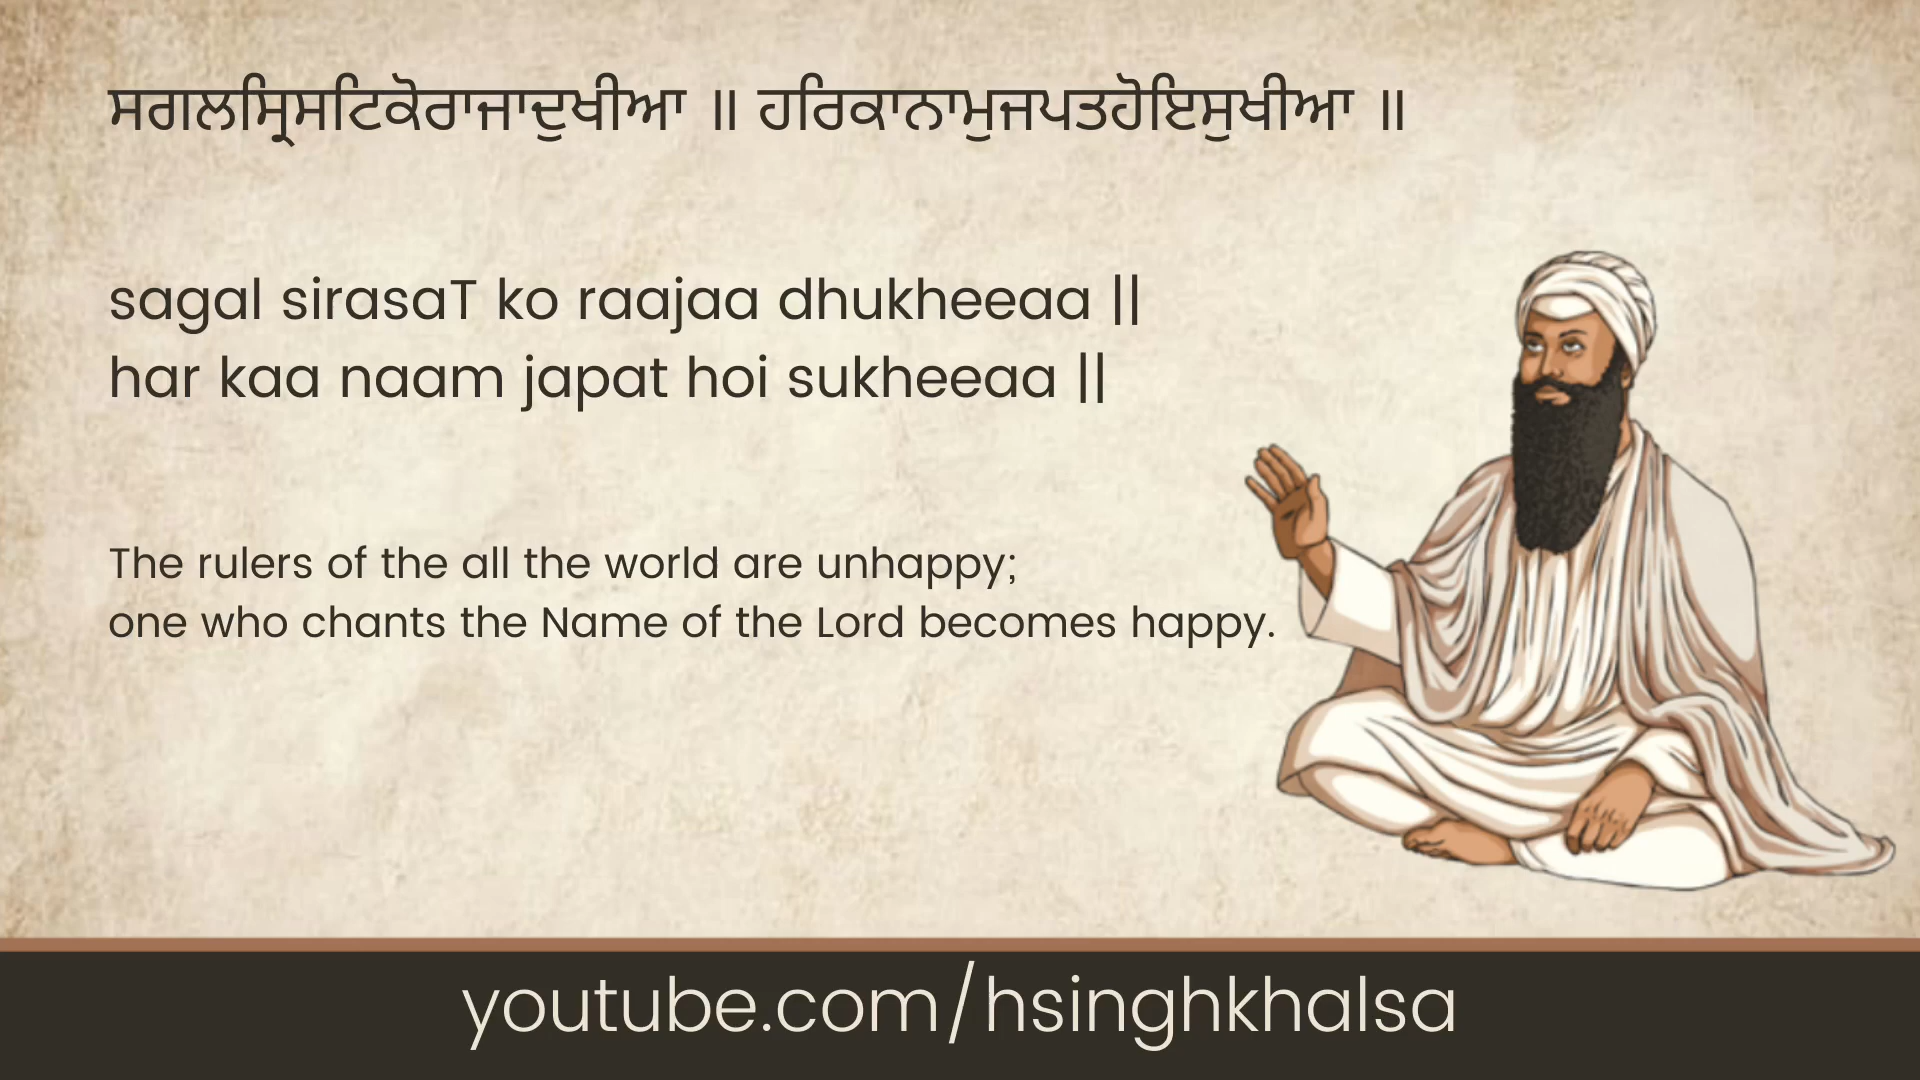 ਸਗਲਸ੍ਰਿਸਟਿਕੋਰਾਜਾਦੁਖੀਆ ॥ ਹਰਿਕਾਨਾਮੁਜਪਤਹੋਇਸੁਖੀਆ ॥
sagal sirasaT ko raajaa dhukheeaa ||
har kaa naam japat hoi sukheeaa ||
The rulers of the all the world are unhappy;
one who chants the Name of the Lord becomes happy.
youtube.com/hsinghkhalsa